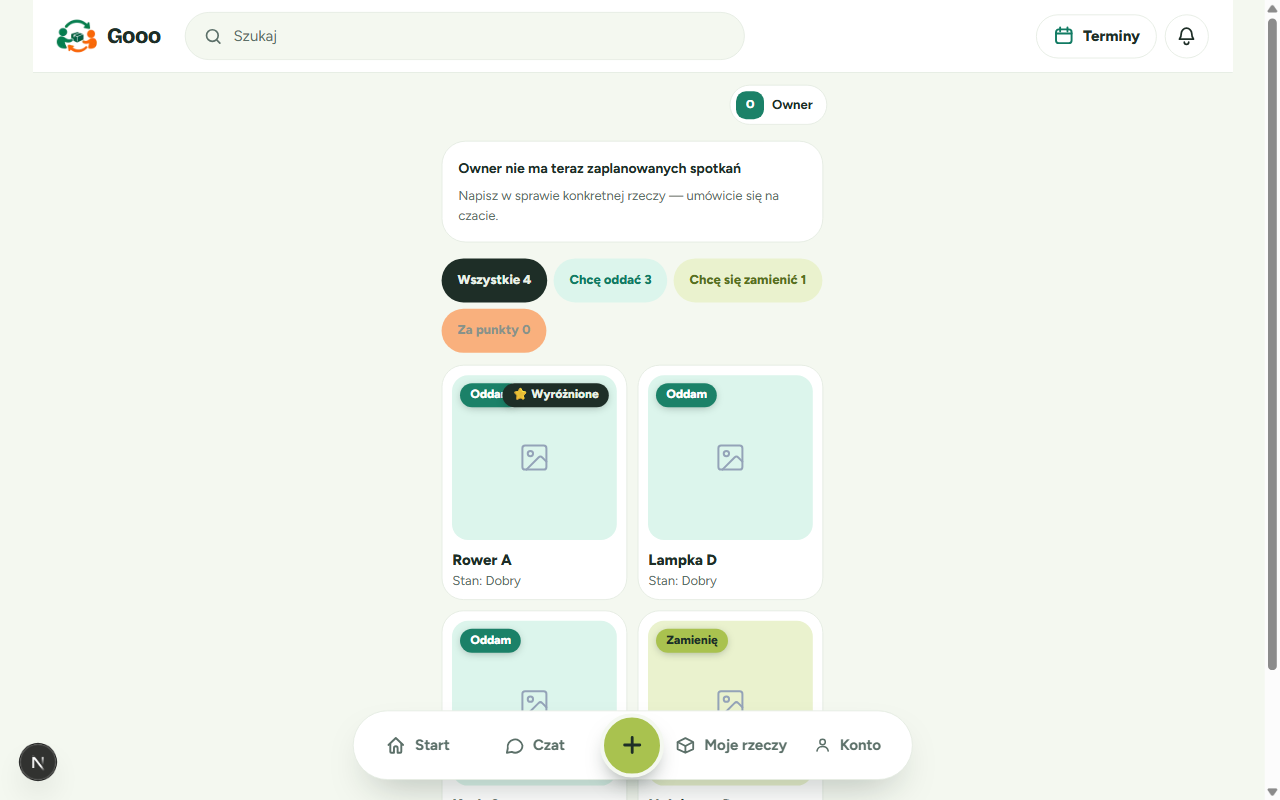 Gooo
Szukaj
Terminy
O Owner
Owner nie ma teraz zaplanowanych spotkań
Napisz w sprawie konkretnej rzeczy — umówicie się na
czacie.
Wszystkie 4
Chcę oddać 3
Chcę się zamienić 1
Za punkty 0
Wyróżnione
Oddam
Rower A
Stan: Dobry
Lampka D
Stan: Dobry
Oddam
Zamienię
Start
Czat
Moje rzeczy
Konto
N